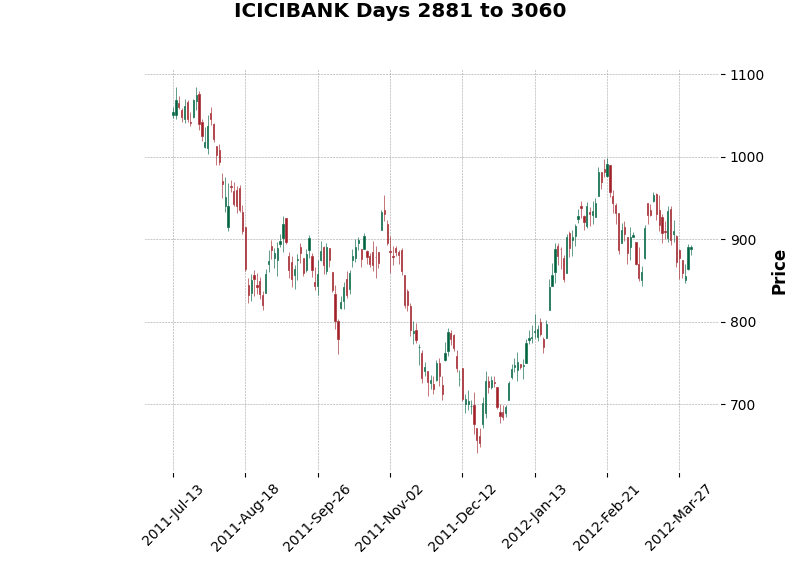 ICICIBANK Days 2881 to 3060
1100
1000
900
800
700
Price
2011-Jul-13
2011-Aug-18
2011-Sep-26
2011-Nov-02
2011-Dec-12
2012-Jan-13
2012-Feb-21
2012-Mar-27